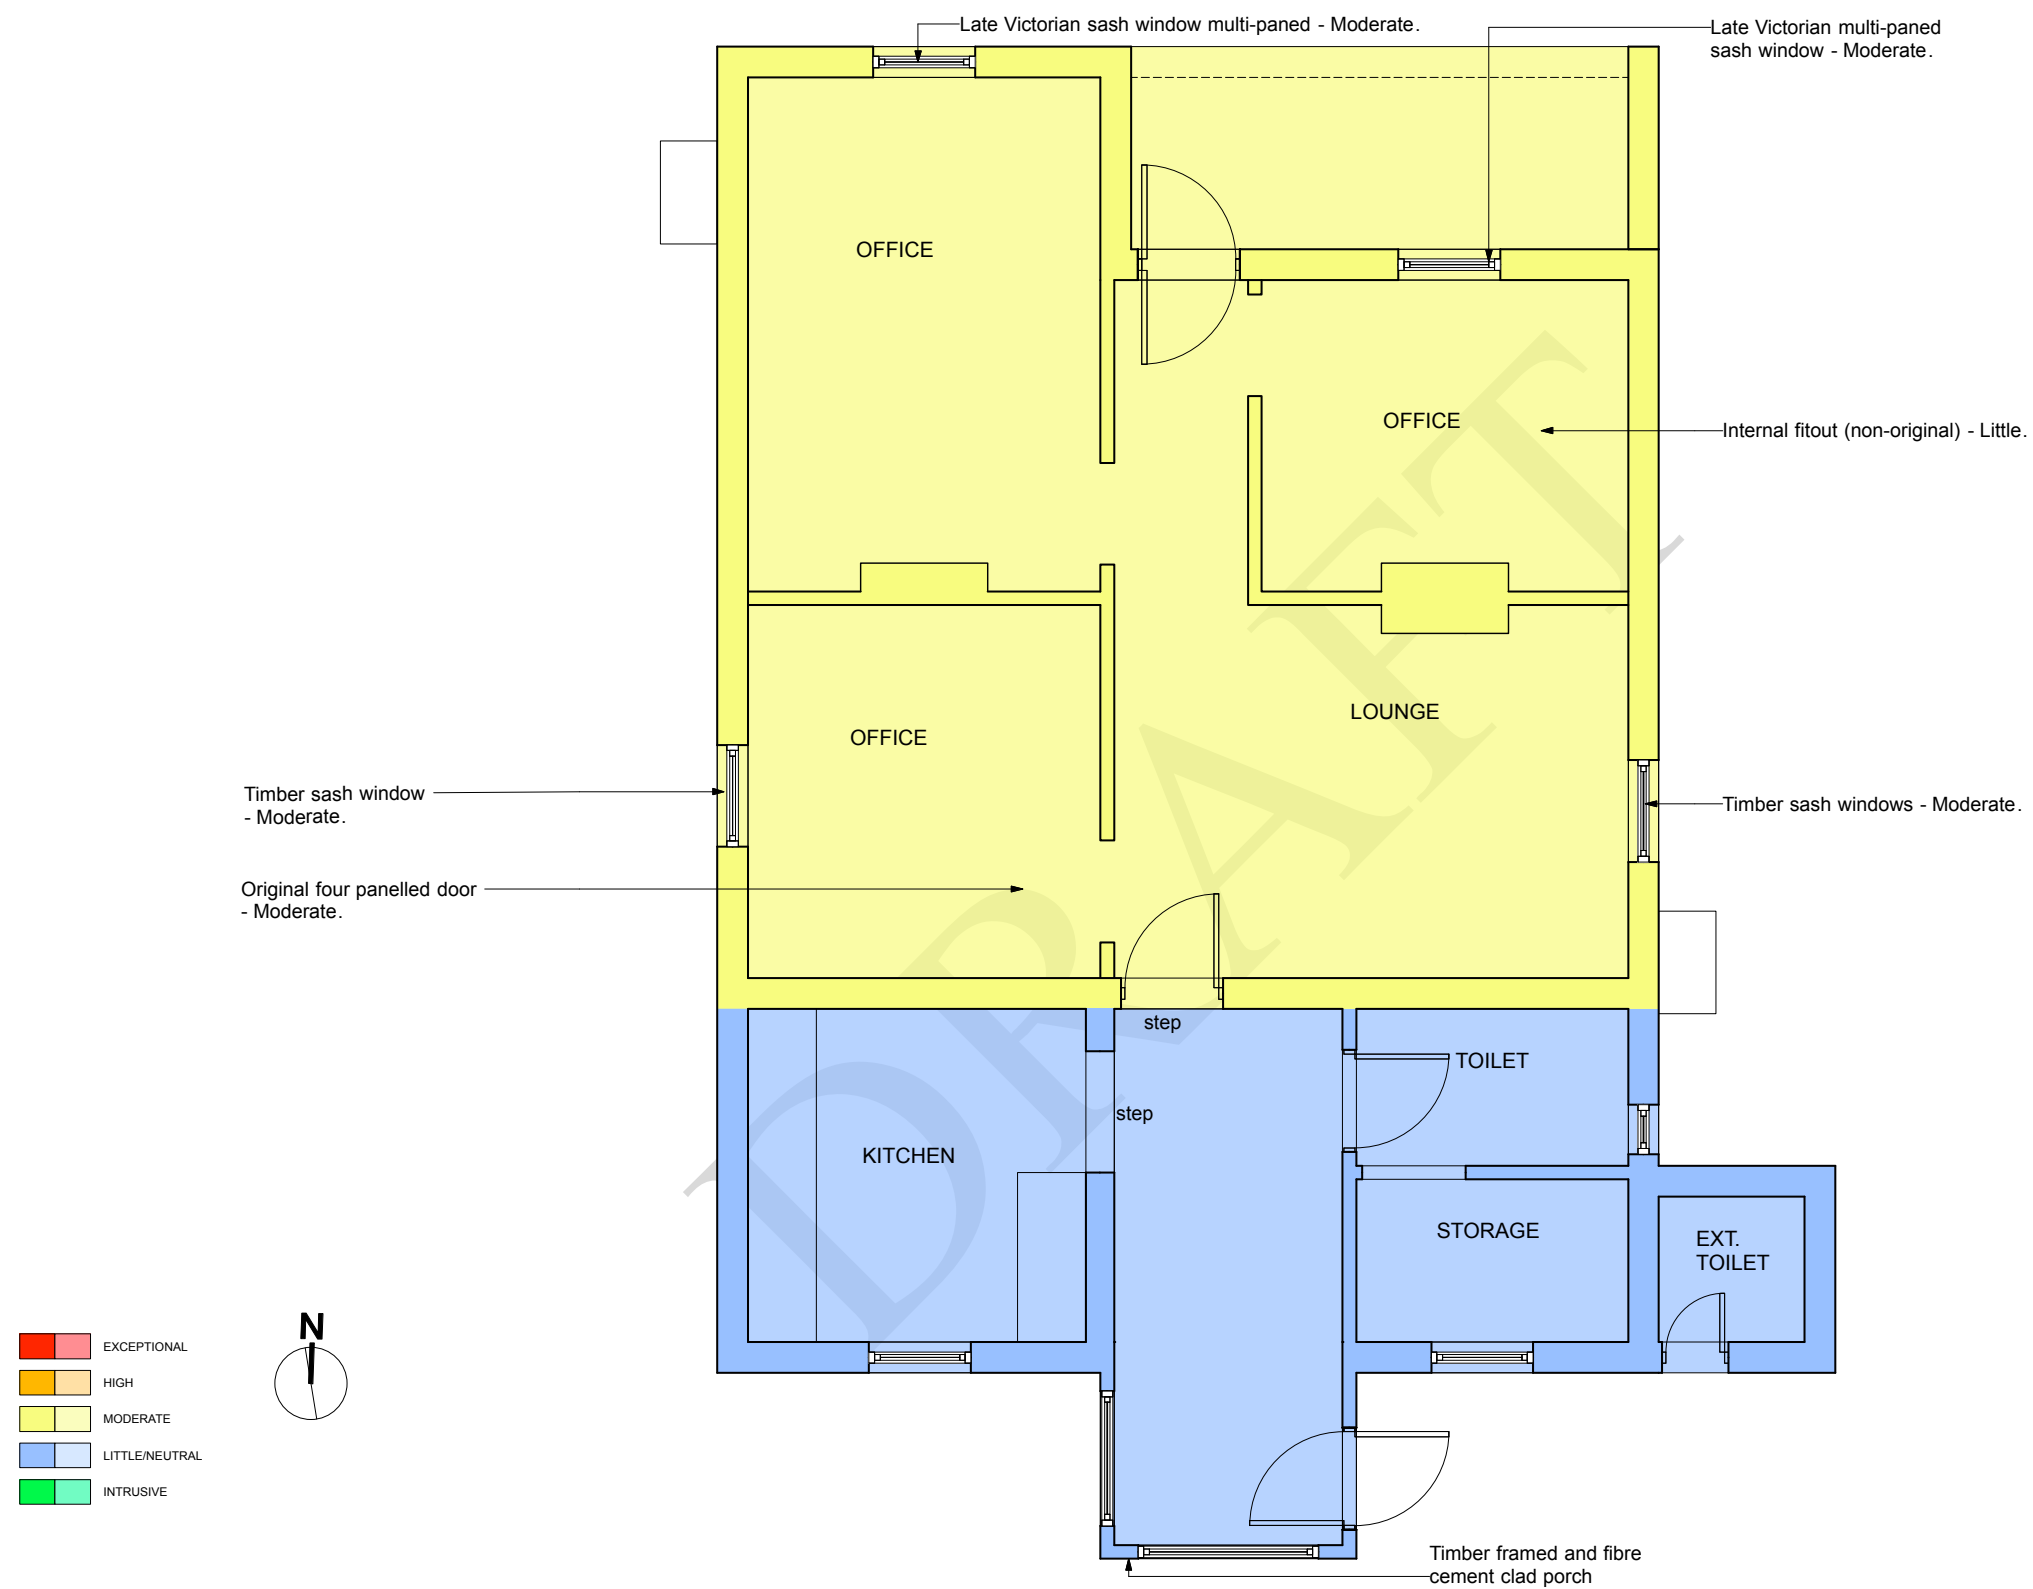 Late Victorian sash window multi-paned - Moderate.
Late Victorian multi-paned
sash window - Moderate.
OFFICE
OFFICE
Internal fitout (non-original) - Little.
LOUNGE
OFFICE
Timber sash window
- Moderate.
Timber sash windows - Moderate.
Original four panelled door
- Moderate.
step
TOILET
step
KITCHEN
STORAGE
EXT.
TOILET
DRAFT
N
EXCEPTIONAL
HIGH
MODERATE
LITTLE/NEUTRAL
INTRUSIVE
Timber framed and fibre
cement clad porch